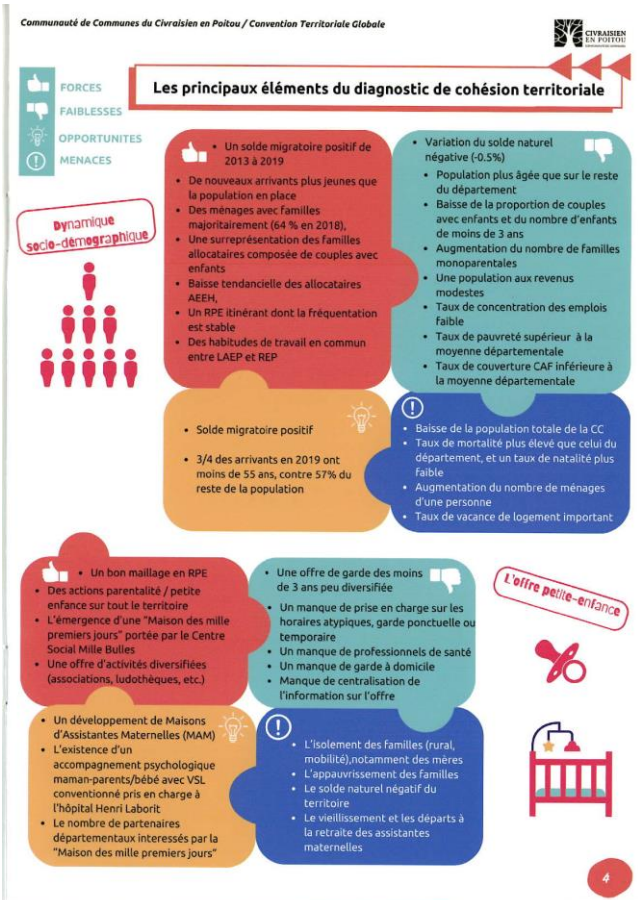 Communauté de Communes du Civraisien en Poitou / Convention Territoriale Globale
CIVRAISIEN
EN POITOU
FORCES
FAIBLESSES
OPPORTUNITES
MENACES
Les principaux éléments du diagnostic de cohésion territoriale
Dynamique
socio-démographique
• Un solde migratoire positif de
2013 à 2019
• De nouveaux arrivants plus jeunes que
la population en place
• Des ménages avec familles
majoritairement (64 % en 2018),
• Une surreprésentation des familles
allocataires composée de couples avec
enfants
• Baisse tendancielle des allocataires
AEEH,
• Un RPE itinérant dont la fréquentation
est stable
• Des habitudes de travail en commun
entre LAEP et REP
• Variation du solde naturel
négative (-0.5%)
• Population plus âgée que sur le reste
du département
• Baisse de la proportion de couples
avec enfants et du nombre d'enfants
de moins de 3 ans
• Augmentation du nombre de familles
monoparentales
• Une population aux revenus
modestes
• Taux de concentration des emplois
faible
• Taux de pauvreté supérieur à la
moyenne départementale
• Taux de couverture CAF inférieure à
la moyenne départementale
• Solde migratoire positif
• 3/4 des arrivants en 2019 ont
moins de 55 ans, contre 57% du
reste de la population
• Baisse de la population totale de la CC
• Taux de mortalité plus élevé que celui du
département, et un taux de natalité plus
faible
• Augmentation du nombre de ménages
d'une personne
• Taux de vacance de logement important
L'offre petite-enfance
• Un bon maillage en RPE
• Des actions parentalité / petite
enfance sur tout le territoire
• L'émergence d'une "Maison des mille
premiers jours" portée par le Centre
Social Mille Bulles
• Une offre d'activités diversifiées
(associations, ludothèques, etc.)
• Une offre de garde des moins
de 3 ans peu diversifiée
• Un manque de prise en charge sur les
horaires atypiques, garde ponctuelle ou
temporaire
• Un manque de professionnels de santé
• Un manque de garde à domicile
• Manque de centralisation de
l'information sur l'offre
• Un développement de Maisons
d'Assistantes Maternelles (MAM)
• L'existence d'un
accompagnement psychologique
maman-parents/bébé avec VSL
conventionné pris en charge à
l'hôpital Henri Laborit
• Le nombre de partenaires
départementaux interessés par la
"Maison des mille premiers jours"
• L'isolement des familles (rural,
mobilité),notamment des mères
• L'appauvrissement des familles
• Le solde naturel négatif du
territoire
• Le vieillissement et les départs à
la retraite des assistantes
maternelles
4